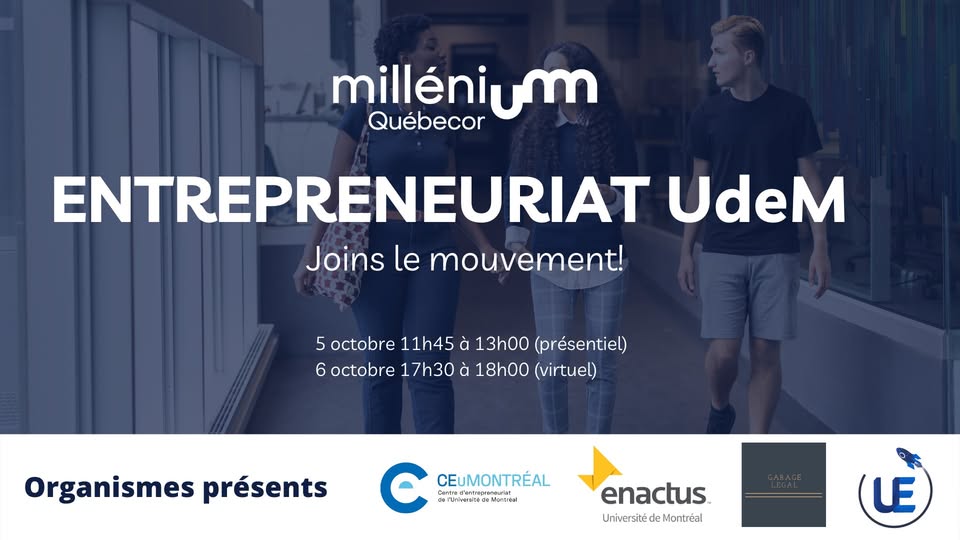 millénium
Québecor
ENTREPRENEURIAT UdeM
Joins le mouvement!
5 octobre 11h45 à 13h00 (présentiel)
6 octobre 17h30 à 18h00 (virtuel)
Organismes présents
CEuMONTRÉAL
Centre d'entrepreneuriat
de l'Université de Montréal
enactus
Université de Montréal
GARAGE
LEGAL
UE